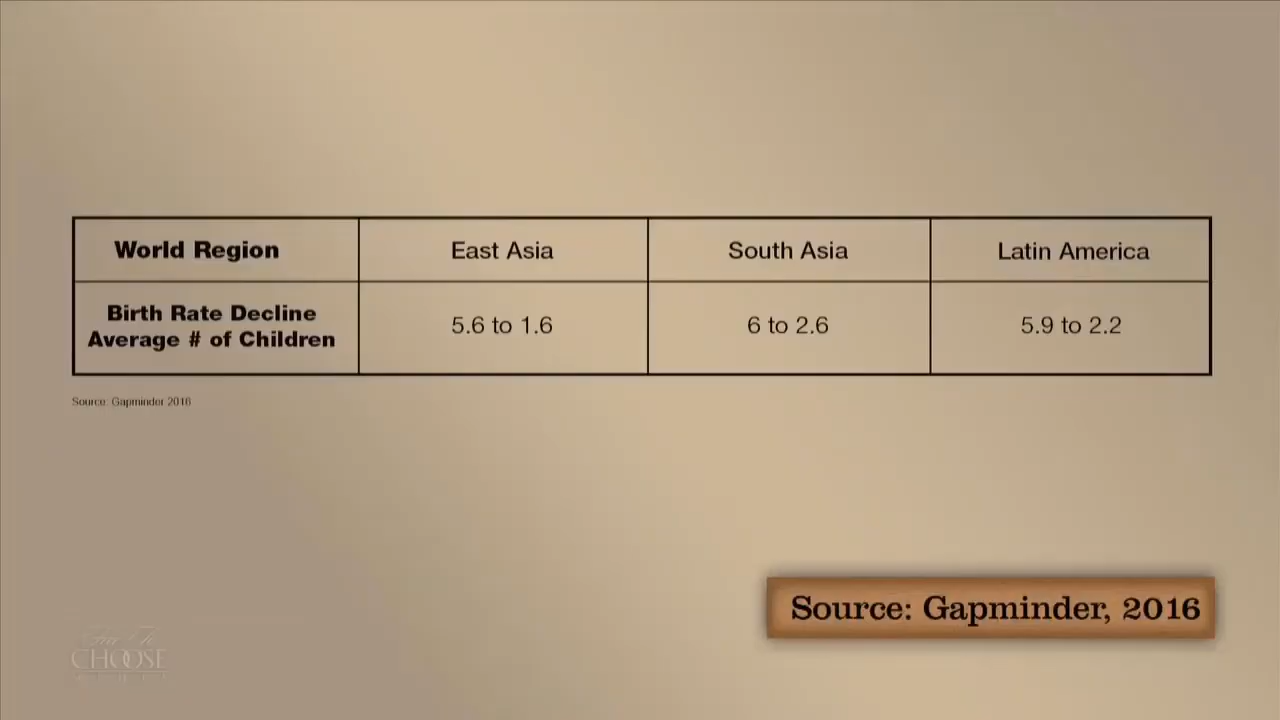 World Region East Asia South Asia Latin America
Birth Rate Decline
Average # of Children 5.6 to 1.6 6 to 2.6 5.9 to 2.2
Source: Gapminder 2016
Source: Gapminder, 2016
CHOOSE